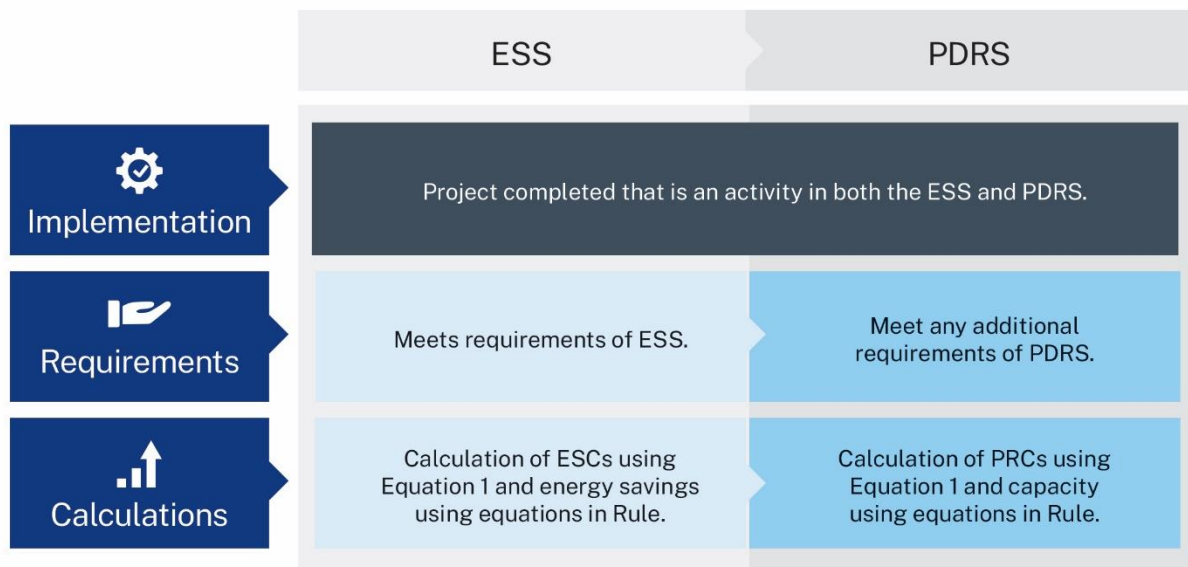 ESS
PDRS
Implementation
Project completed that is an activity in both the ESS and PDRS.
Requirements
Meets requirements of ESS.
Meet any additional
requirements of PDRS.
Calculations
Calculation of ESCs using
Equation 1 and energy savings
using equations in Rule.
Calculation of PRCs using
Equation 1 and capacity
using equations in Rule.